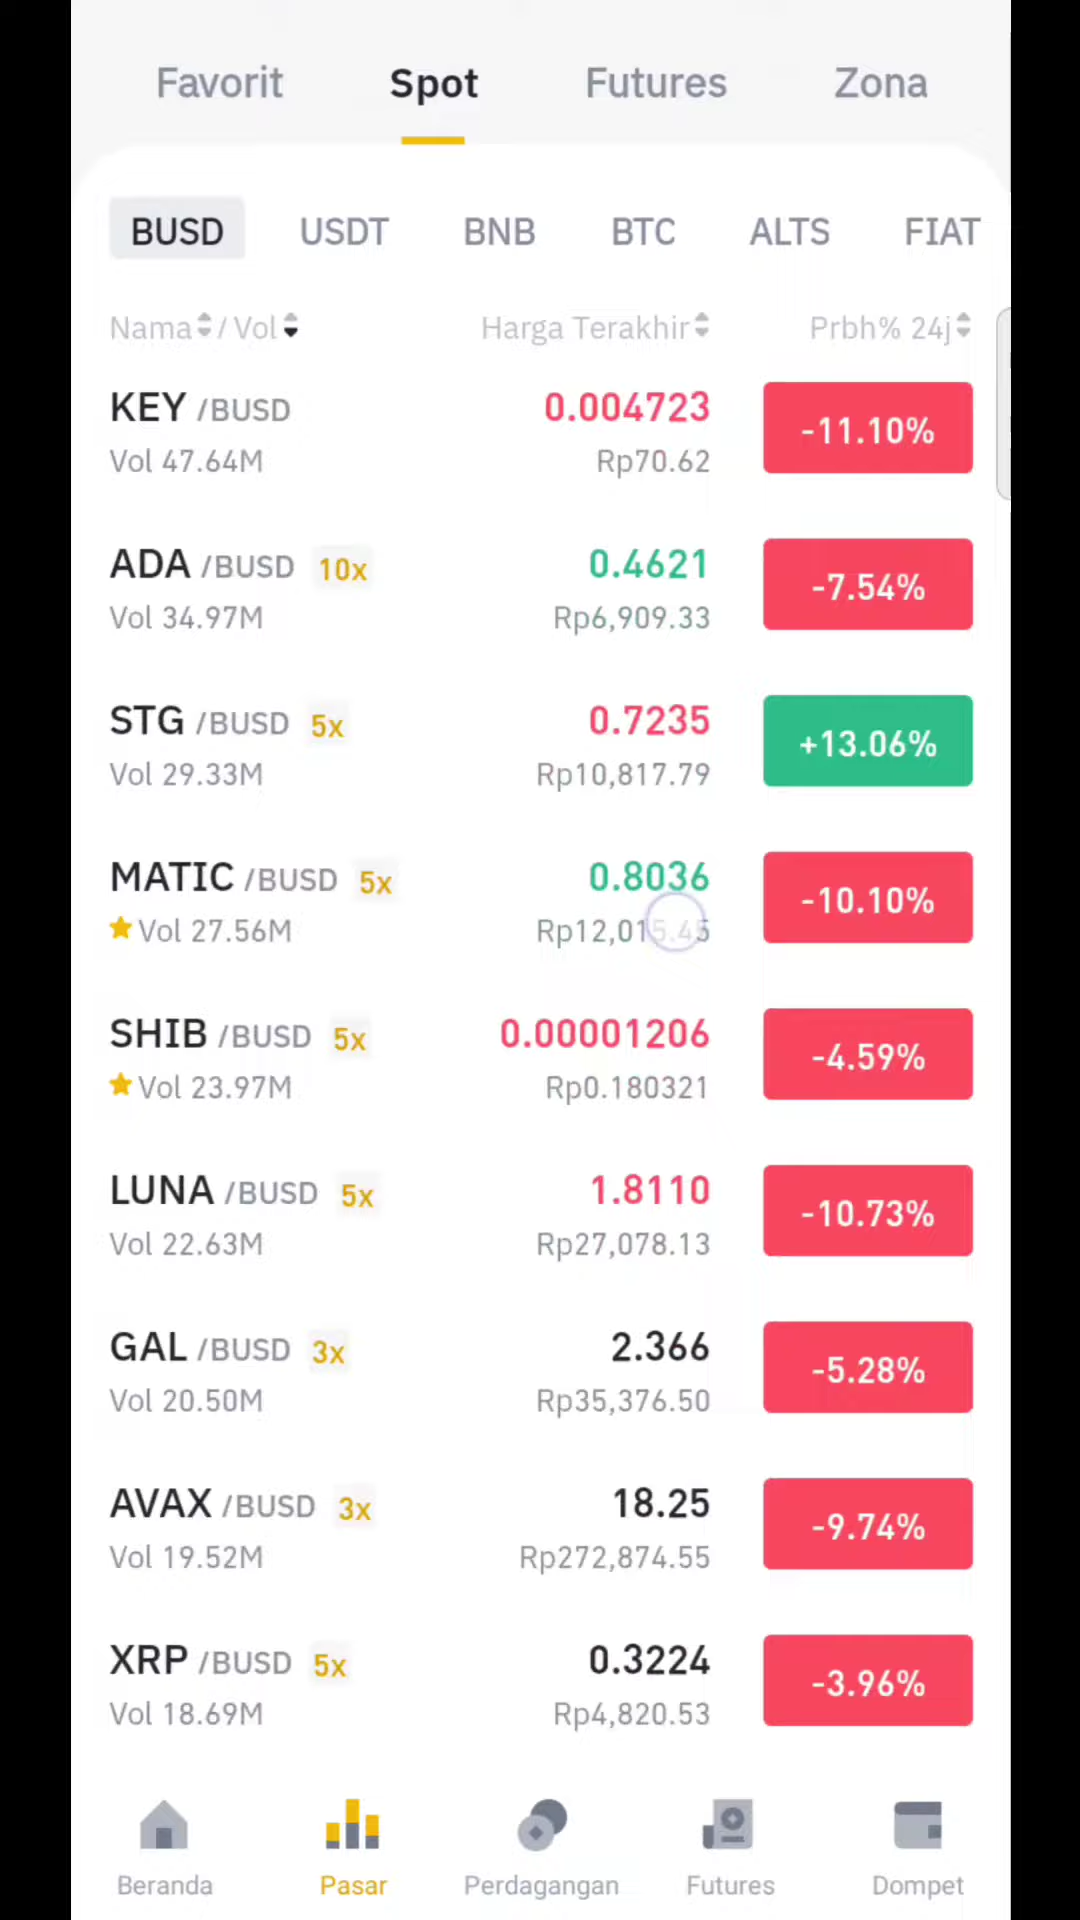 Favorit Spot Futures Zona
BUSD USDT BNB BTC ALTS FIAT
Nama / Vol Harga Terakhir Prbh% 24j
KEY /BUSD 0.004723 -11.10%
Vol 47.64M Rp70.62
ADA /BUSD 10x 0.4621 -7.54%
Vol 34.97M Rp6,909.33
STG /BUSD 5x 0.7235 +13.06%
Vol 29.33M Rp10,817.79
MATIC /BUSD 5x 0.8036 -10.10%
Vol 27.56M Rp12,015.45
SHIB /BUSD 5x 0.00001206 -4.59%
Vol 23.97M Rp0.180321
LUNA /BUSD 5x 1.8110 -10.73%
Vol 22.63M Rp27,078.13
GAL /BUSD 3x 2.366 -5.28%
Vol 20.50M Rp35,376.50
AVAX /BUSD 3x 18.25 -9.74%
Vol 19.52M Rp272,874.55
XRP /BUSD 5x 0.3224 -3.96%
Vol 18.69M Rp4,820.53
Beranda Pasar Perdagangan Futures Dompet